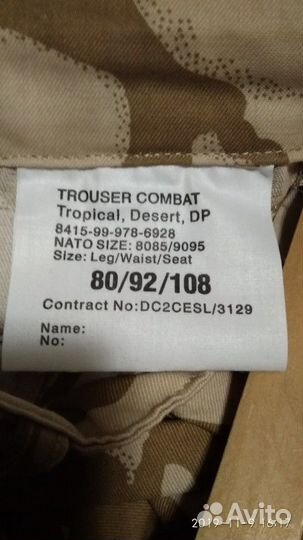 TROUSER COMBAT
Tropical, Desert, DP
8415-99-978-6928
NATO SIZE: 8085/9095
Size: Leg/Waist/Seat
80/92/108
Contract No:DC2CESL/3129
Name:
No:
Avito